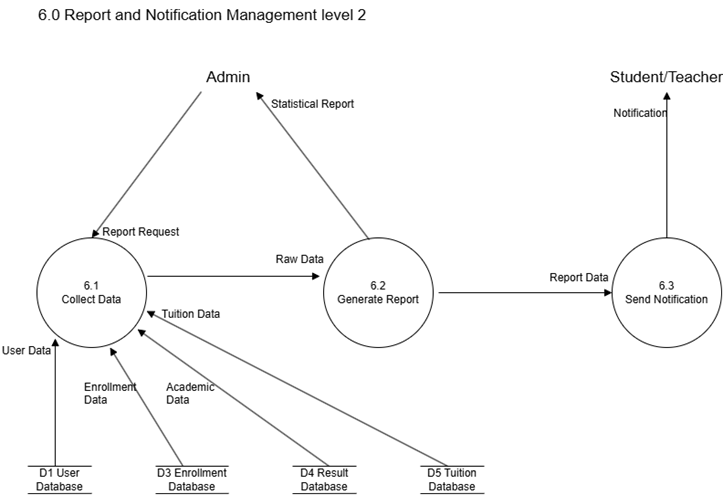 6.0 Report and Notification Management level 2
Admin
Student/Teacher
Statistical Report
Notification
Report Request
Raw Data
6.1
Collect Data
6.2
Generate Report
Report Data
6.3
Send Notification
Tuition Data
User Data
Enrollment
Data
Academic
Data
D1 User
Database
D3 Enrollment
Database
D4 Result
Database
D5 Tuition
Database